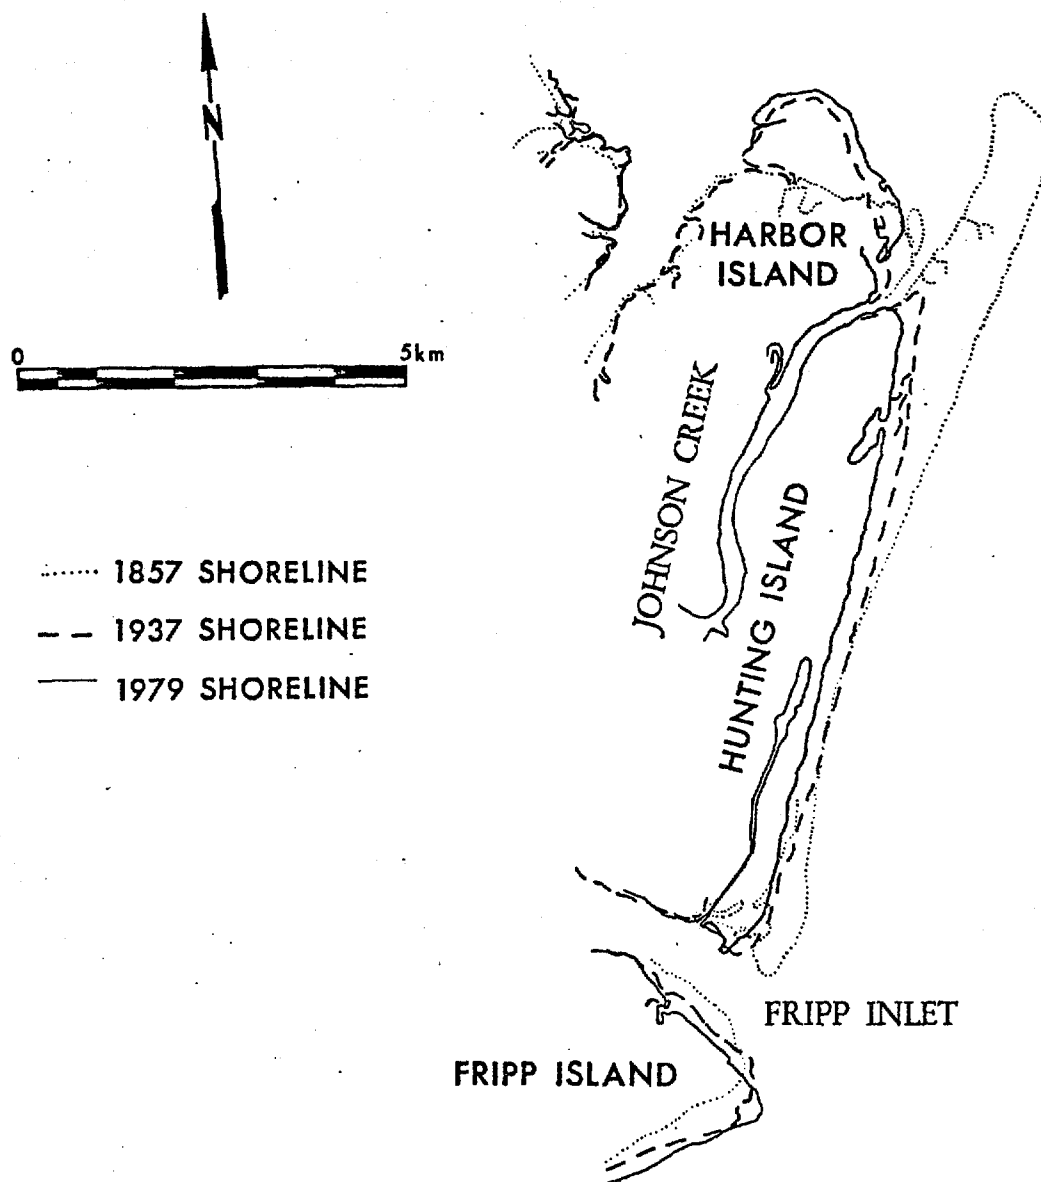 N
0 5km
HARBOR
ISLAND
JOHNSON CREEK
HUNTING ISLAND
1857 SHORELINE
1937 SHORELINE
1979 SHORELINE
FRIPP INLET
FRIPP ISLAND